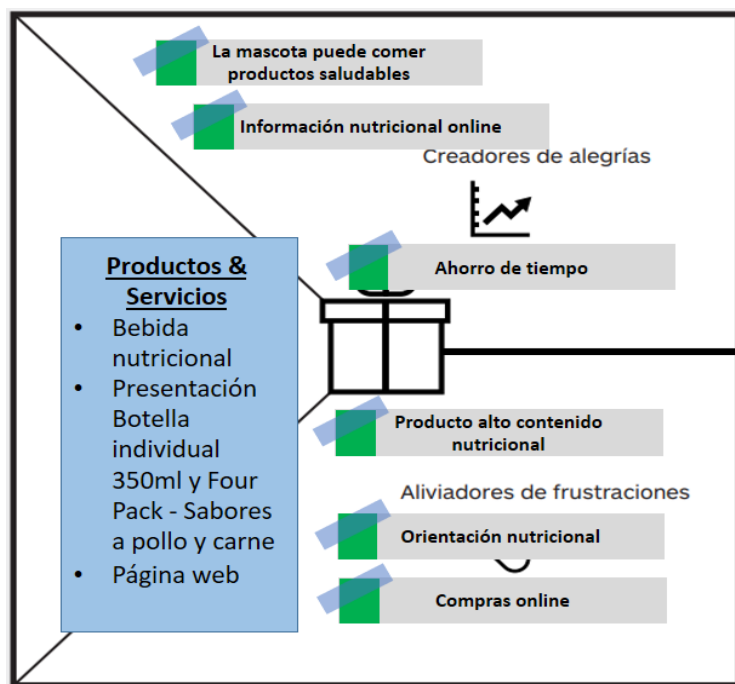 La mascota puede comer
productos saludables
Información nutricional online
Creadores de alegrías
Ahorro de tiempo
Productos &
Servicios
• Bebida
nutricional
• Presentación
Botella
individual
350ml y Four
Pack - Sabores
a pollo y carne
• Página web
Producto alto contenido
nutricional
Aliviadores de frustraciones
Orientación nutricional
Compras online